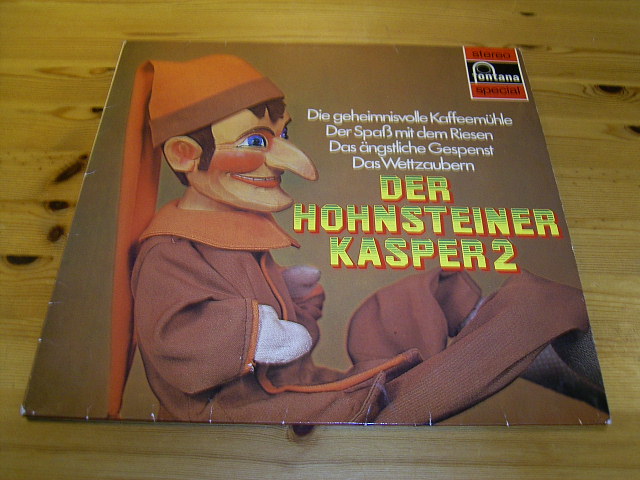 stereo
fontana
special
Die geheimnisvolle Kaffeemühle
Der Spaß mit dem Riesen
Das ängstliche Gespenst
Das Wettzaubern
DER
HOHNSTEINER
KASPER 2